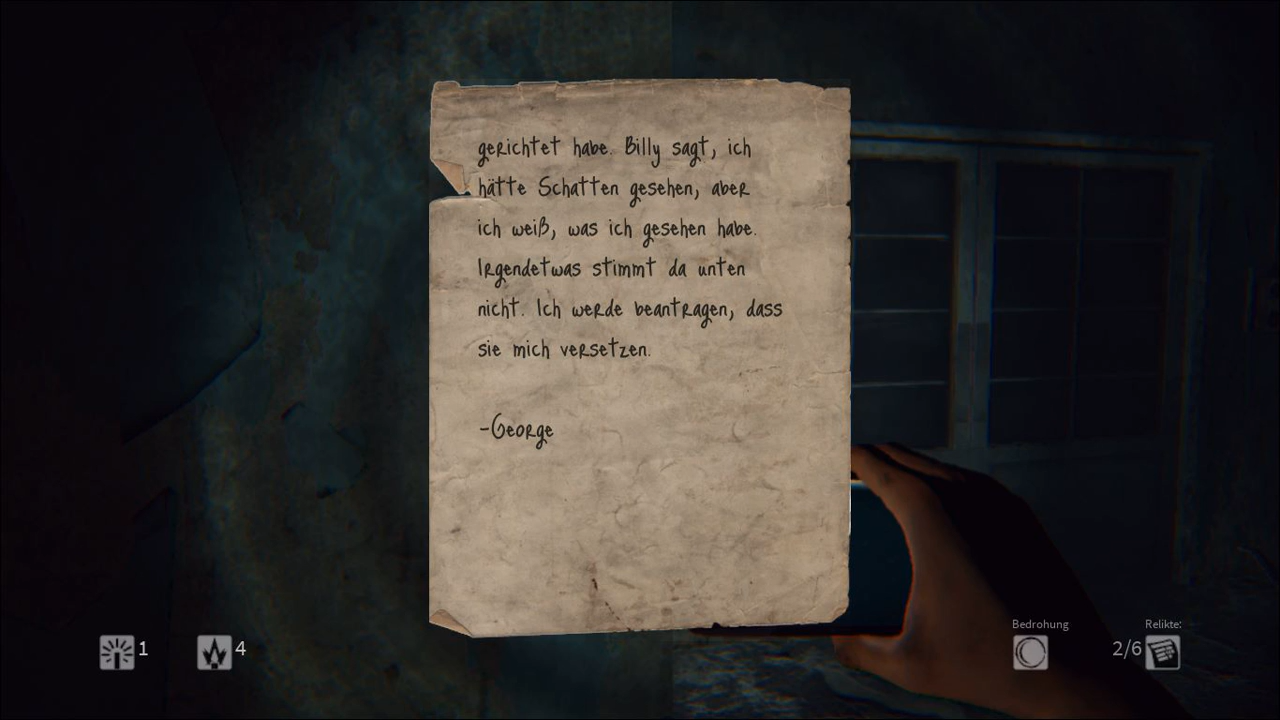 gerichtet habe. Billy sagt, ich
hätte Schatten gesehen, aber
ich weiß, was ich gesehen habe.
Irgendetwas stimmt da unten
nicht. Ich werde beantragen, dass
sie mich versetzen.
-George
1
4
Bedrohung
Relikte:
2/6